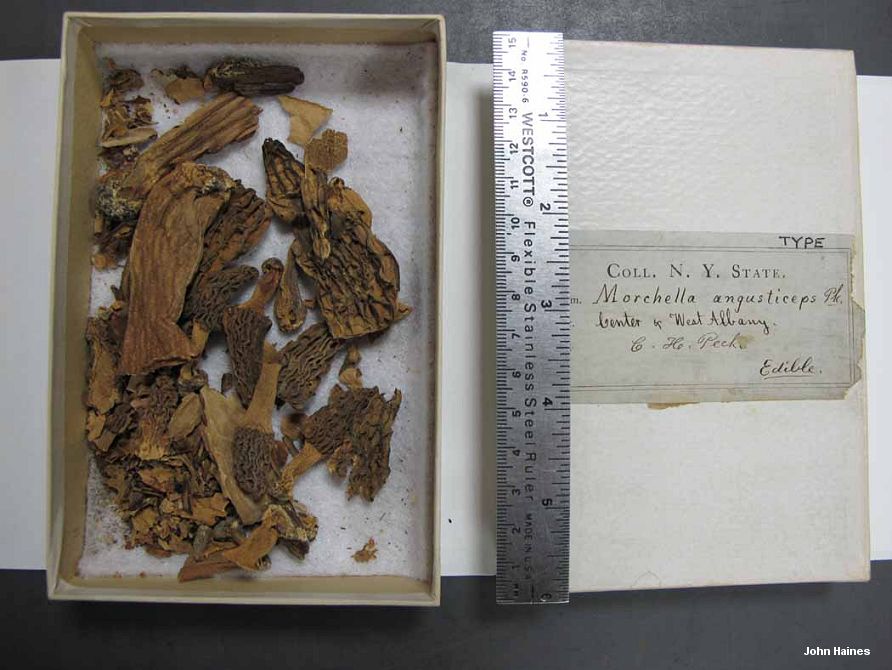 TYPE
COLL. N. Y. STATE.
m. Morchella angusticeps Pk.
Center & West Albany.
C. H. Peck.
Edible.
No R590-6 WESTCOTT® Flexible Stainless Steel Ruler MADE IN U.S.A.
15 14 13 12 11 10 9 8 7 6 5 4 3 2 1 mm
1 2 3 4 5 6
John Haines